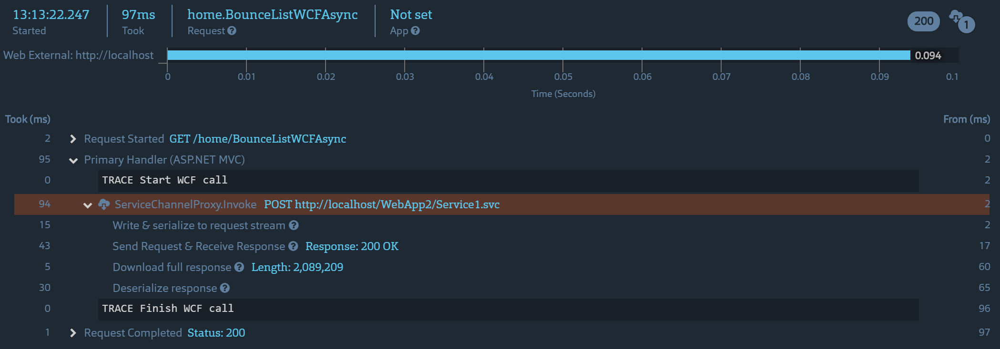 13:13:22.247 97ms home.BounceListWCFAsync Not set 200 1
Started Took Request ? App ?
Web External: http://localhost 0.094
0 0.01 0.02 0.03 0.04 0.05 0.06 0.07 0.08 0.09 0.1
Time (Seconds)
Took (ms) From (ms)
2 Request Started GET /home/BounceListWCFAsync 0
95 Primary Handler (ASP.NET MVC) 2
0 TRACE Start WCF call 2
94 ServiceChannelProxy.Invoke POST http://localhost/WebApp2/Service1.svc 2
15 Write & serialize to request stream ? 2
43 Send Request & Receive Response ? Response: 200 OK 17
5 Download full response ? Length: 2,089,209 60
30 Deserialize response ? 65
0 TRACE Finish WCF call 96
1 Request Completed Status: 200 97